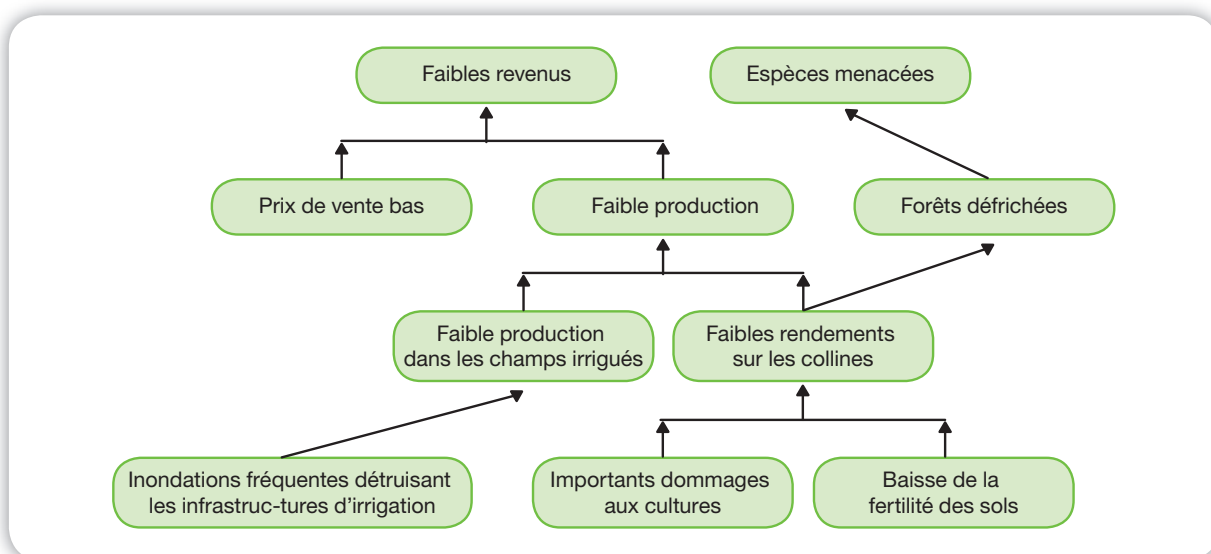 Faibles revenus
Espèces menacées
Prix de vente bas
Faible production
Forêts défrichées
Faible production
dans les champs irrigués
Faibles rendements
sur les collines
Inondations fréquentes détruisant
les infrastruc-tures d'irrigation
Importants dommages
aux cultures
Baisse de la
fertilité des sols